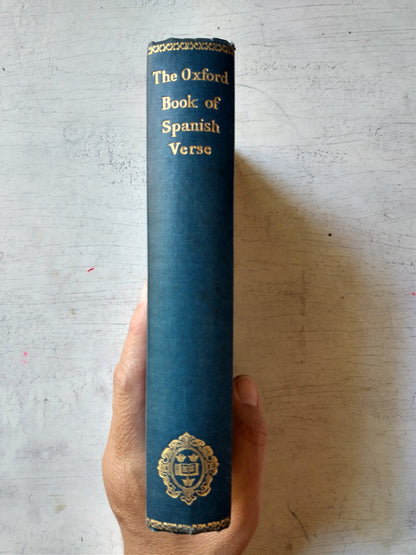 The Oxford
Book of
Spanish
Verse